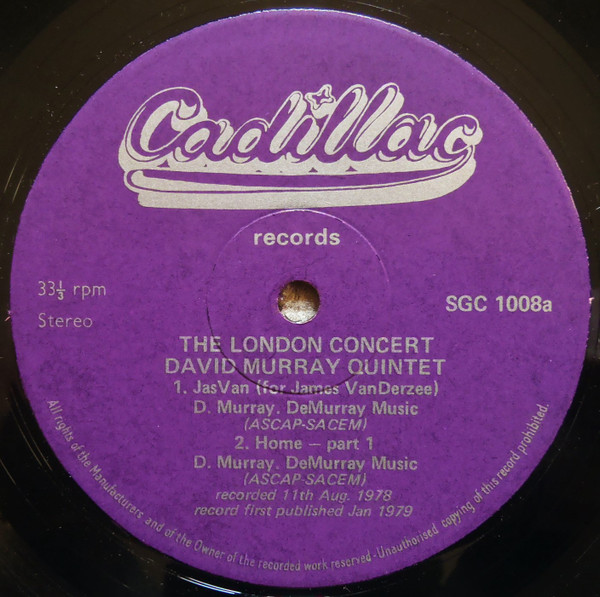 Cadillac
records
33⅓ rpm
Stereo
SGC 1008a
THE LONDON CONCERT
DAVID MURRAY QUINTET
1. JasVan (for James VanDerzee)
D. Murray. DeMurray Music
(ASCAP-SACEM)
2. Home – part 1
D. Murray. DeMurray Music
(ASCAP-SACEM)
recorded 11th Aug. 1978
record first published Jan 1979
All rights of the Manufacturers and of the Owner of the recorded work reserved - Unauthorised copying of this record prohibited.